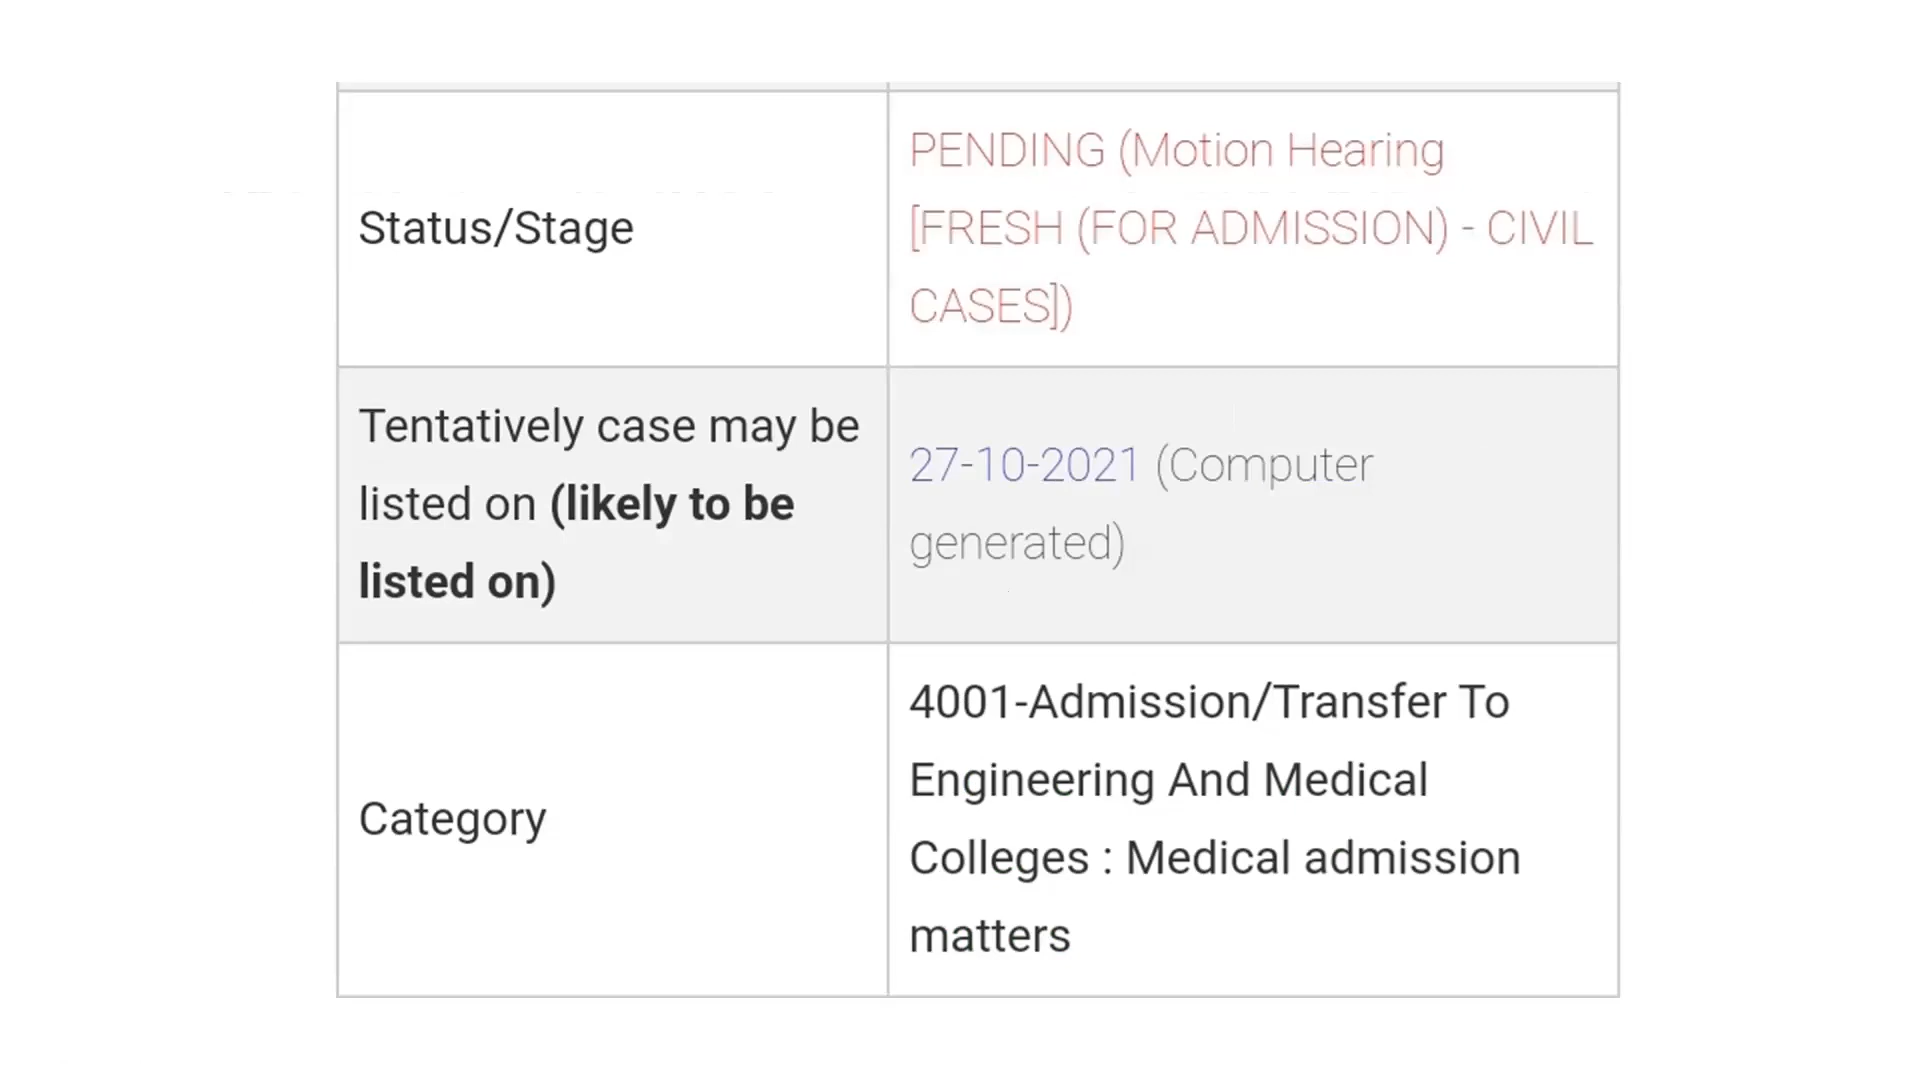 Status/Stage
PENDING (Motion Hearing
[FRESH (FOR ADMISSION) - CIVIL
CASES])
Tentatively case may be
listed on (likely to be
listed on)
27-10-2021 (Computer
generated)
Category
4001-Admission/Transfer To
Engineering And Medical
Colleges : Medical admission
matters